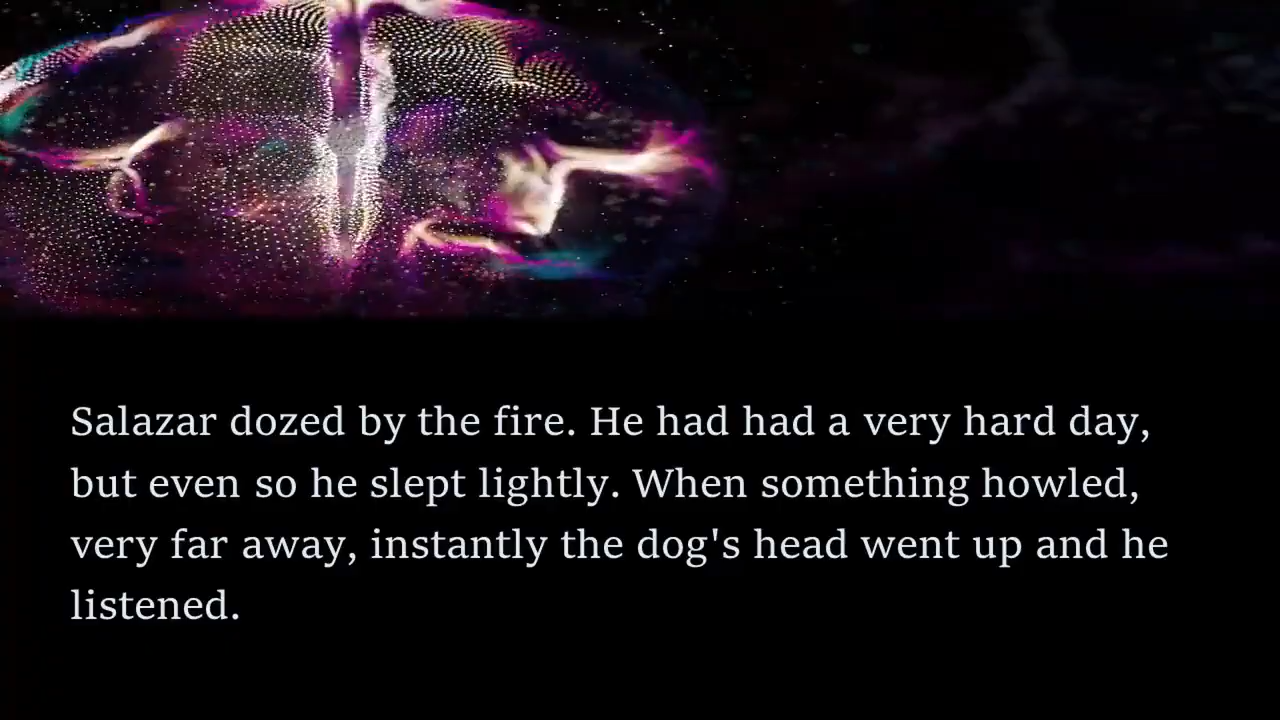 Salazar dozed by the fire. He had had a very hard day,
but even so he slept lightly. When something howled,
very far away, instantly the dog's head went up and he
listened.